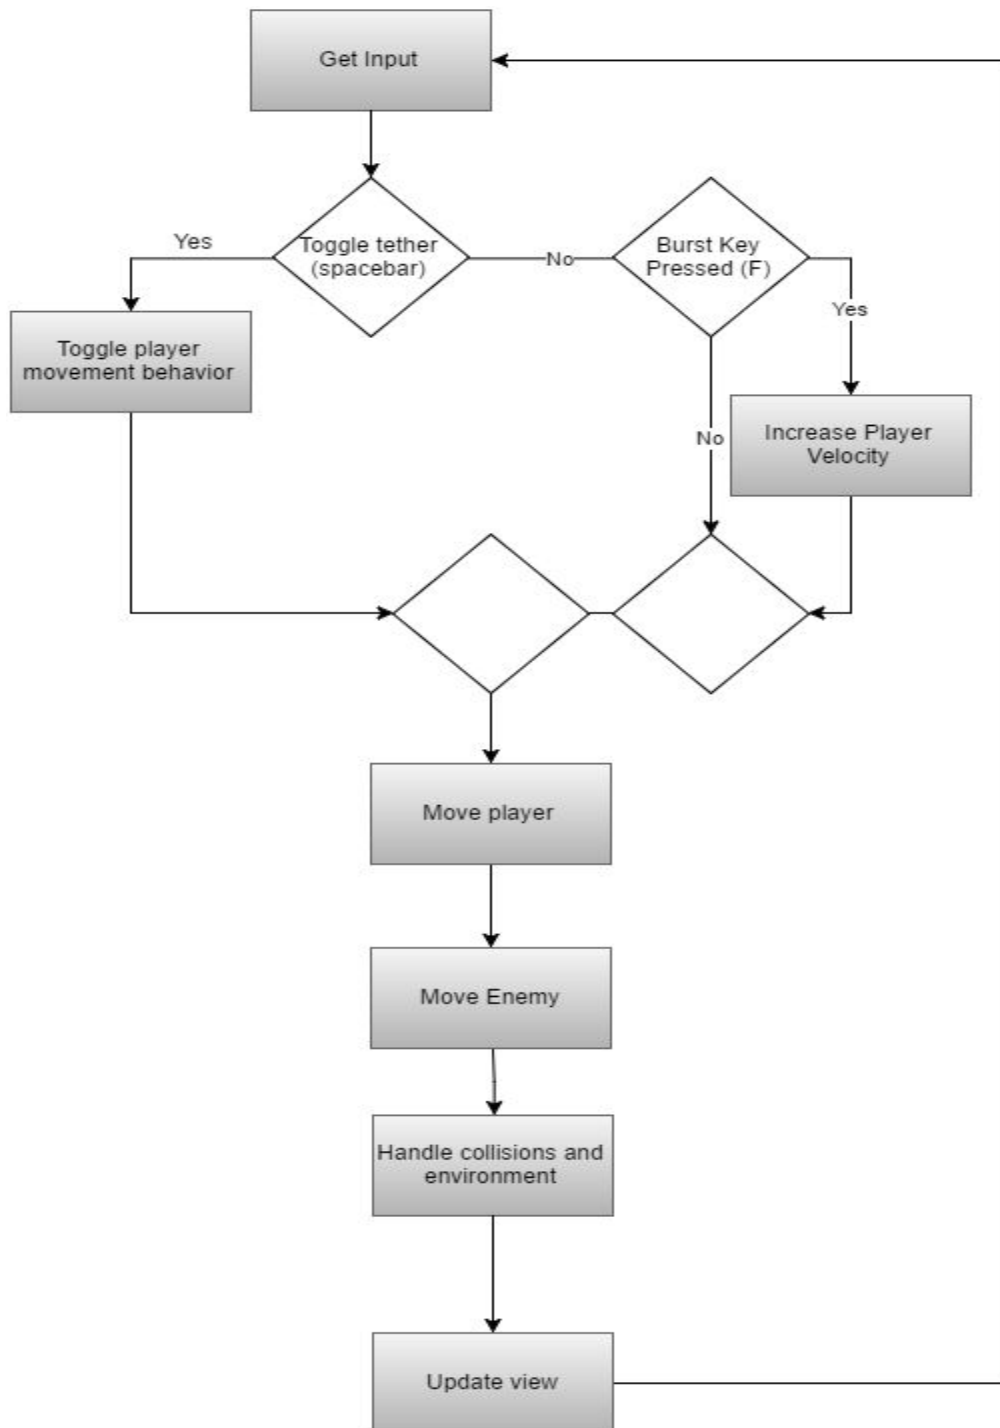 Get Input
Toggle tether
(spacebar)
Yes
No
Burst Key
Pressed (F)
Yes
No
Toggle player
movement behavior
Increase Player
Velocity
Move player
Move Enemy
Handle collisions and
environment
Update view